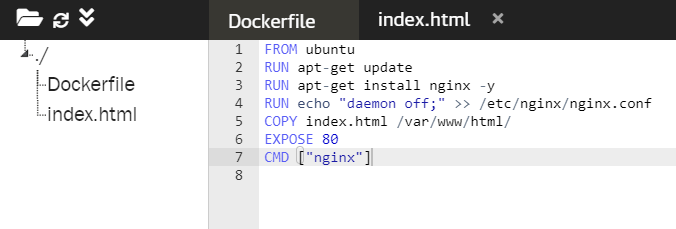 Dockerfile index.html ×
./
Dockerfile
index.html
1 FROM ubuntu
2 RUN apt-get update
3 RUN apt-get install nginx -y
4 RUN echo "daemon off;" >> /etc/nginx/nginx.conf
5 COPY index.html /var/www/html/
6 EXPOSE 80
7 CMD ["nginx"]
8